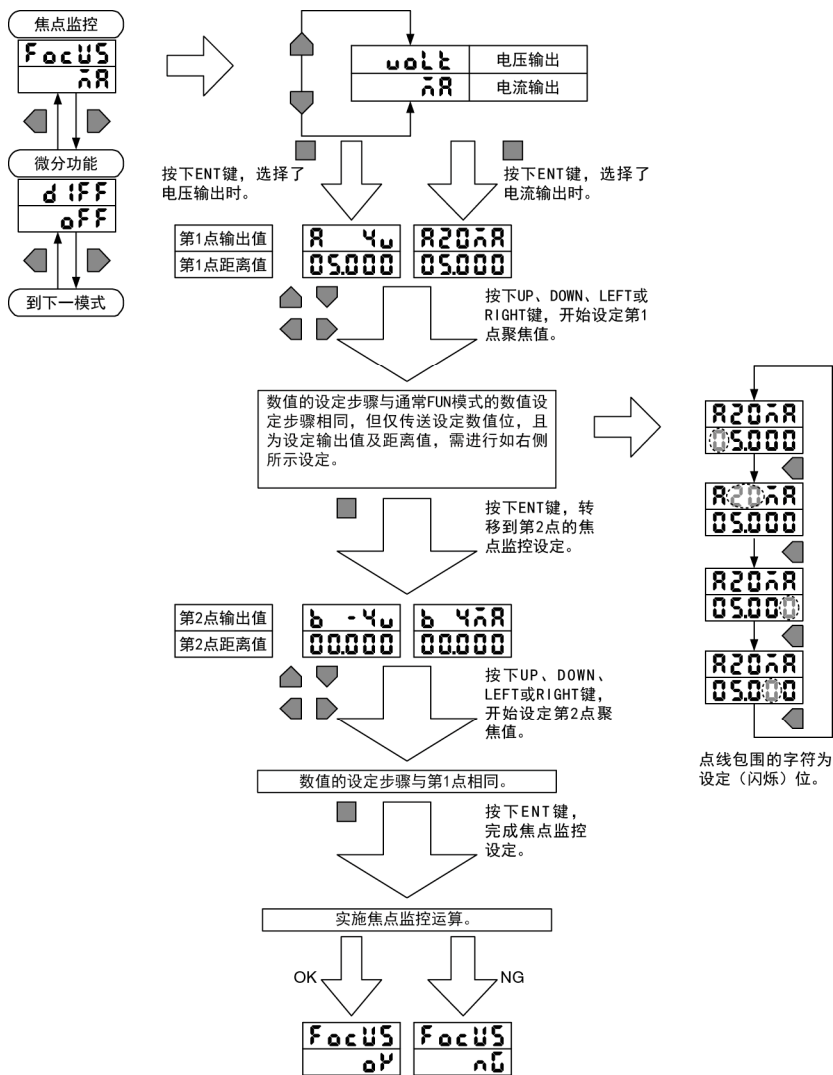 焦点监控
FocUS
mA
微分功能
dIFF
oFF
到下一模式
uoLt 电压输出
mA 电流输出
按下ENT键，选择了
电压输出时。
按下ENT键，选择了
电流输出时。
第1点输出值
第1点距离值
A 4u
05.000
A20mA
05.000
按下UP、DOWN、LEFT或
RIGHT键，开始设定第1
点聚焦值。
数值的设定步骤与通常FUN模式的数值设
定步骤相同，但仅传送设定数值位，且
为设定输出值及距离值，需进行如右侧
所示设定。
A20mA
05.000
A20mA
05.000
A20mA
05.000
A20mA
05.000
点线包围的字符为
设定（闪烁）位。
按下ENT键，转
移到第2点的焦
点监控设定。
第2点输出值
第2点距离值
b -4u
00.000
b 4mA
00.000
按下UP、DOWN、
LEFT或RIGHT键，
开始设定第2点聚
焦值。
数值的设定步骤与第1点相同。
按下ENT键，
完成焦点监控
设定。
实施焦点监控运算。
OK
NG
FocUS
oK
FocUS
nG